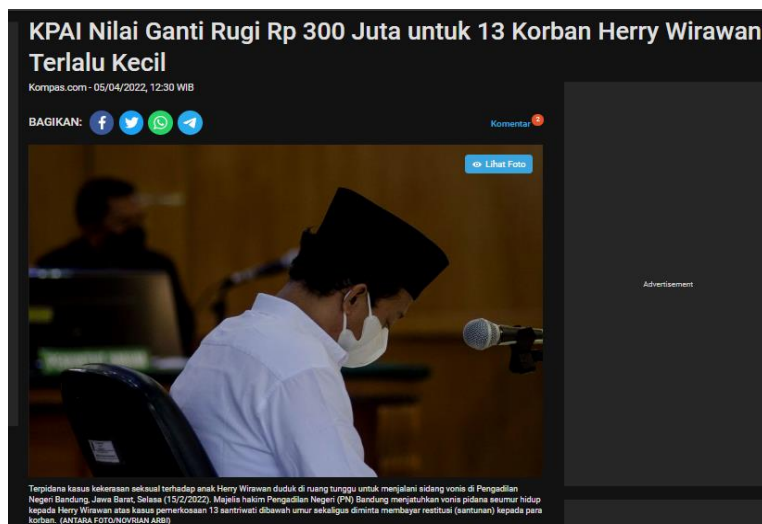 KPAI Nilai Ganti Rugi Rp 300 Juta untuk 13 Korban Herry Wirawan
Terlalu Kecil
Kompas.com - 05/04/2022, 12:30 WIB
BAGIKAN:
Komentar 2
Lihat Foto
Advertisement
Terpidana kasus kekerasan seksual terhadap anak Herry Wirawan duduk di ruang tunggu untuk menjalani sidang vonis di Pengadilan
Negeri Bandung, Jawa Barat, Selasa (15/2/2022). Majelis hakim Pengadilan Negeri (PN) Bandung menjatuhkan vonis pidana seumur hidup
kepada Herry Wirawan atas kasus pemerkosaan 13 santriwati dibawah umur sekaligus diminta membayar restitusi (santunan) kepada para
korban. (ANTARA FOTO/NOVRIAN ARBI)